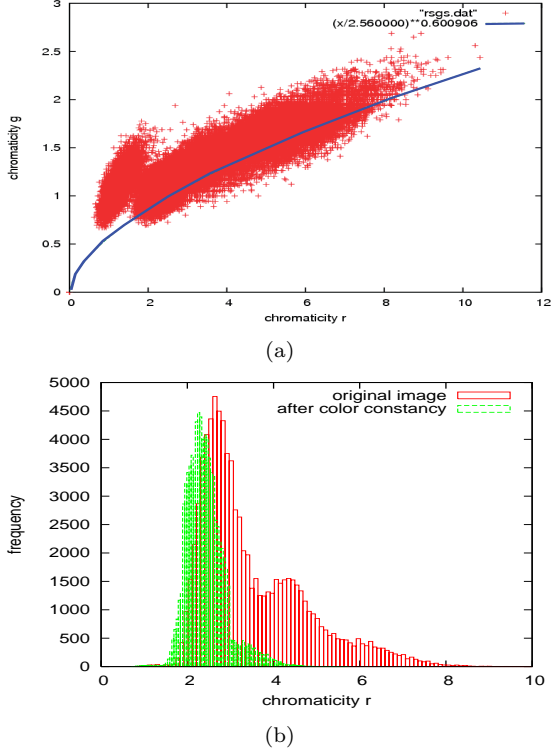 3
2.5
2
1.5
1
0.5
0
"rsgs.dat"
(x/2.560000)**0.600906
chromaticity g
0 2 4 6 8 10 12
chromaticity r
(a)
5000
4500
4000
3500
3000
2500
2000
1500
1000
500
0
original image
after color constancy
frequency
0 2 4 6 8 10
chromaticity r
(b)